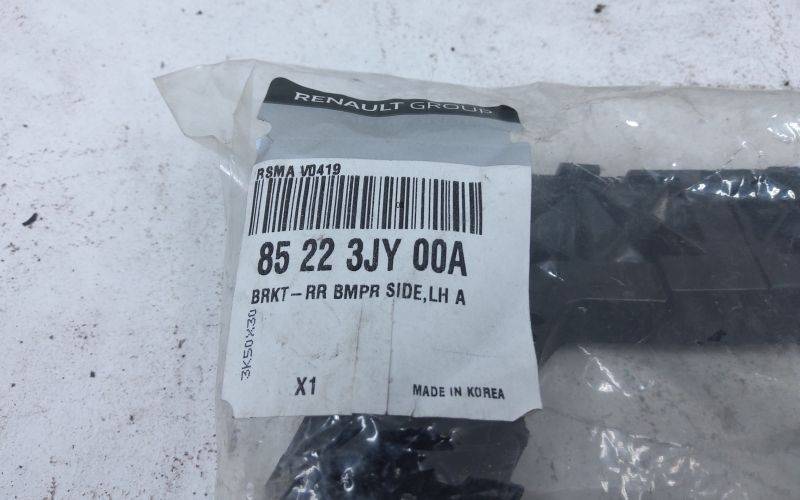 RENAULT GROUP
RSMA V0419
85 22 3JY 00A
BRKT-RR BMPR SIDE,LH A
3K50X30
X1
MADE IN KOREA